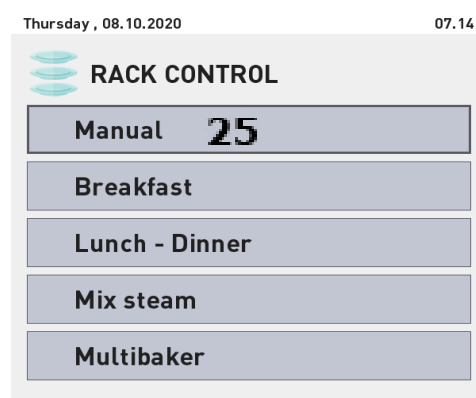 Thursday , 08.10.2020 07.14
RACK CONTROL
Manual 25
Breakfast
Lunch - Dinner
Mix steam
Multibaker